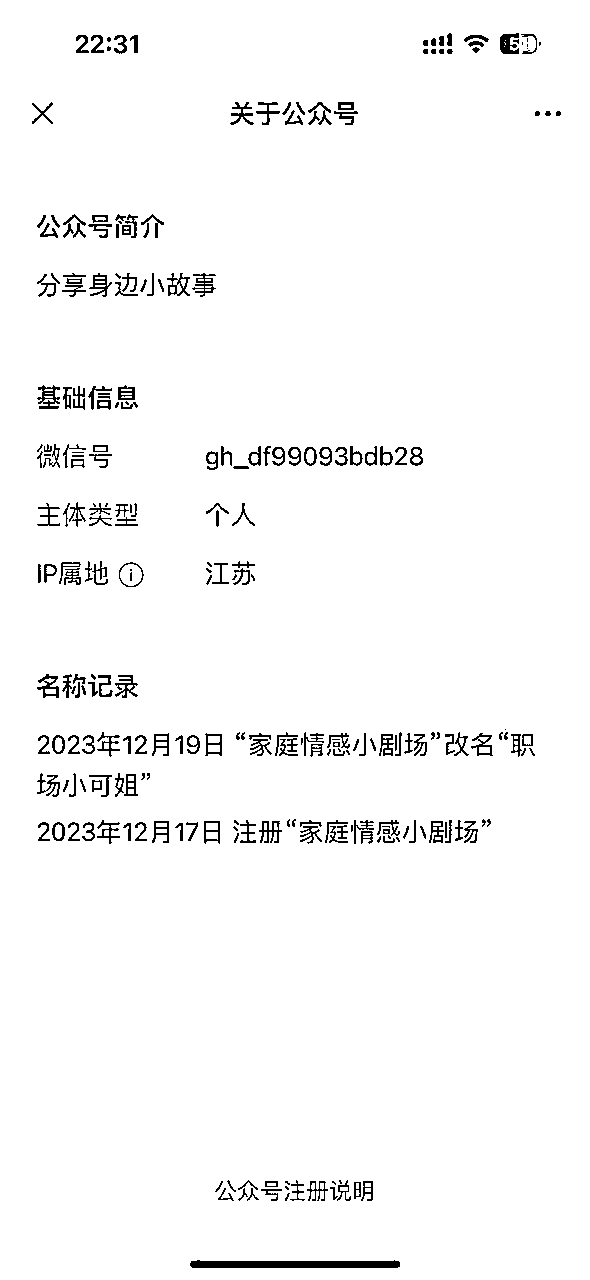 22:31
关于公众号
公众号简介
分享身边小故事
基础信息
微信号 gh_df99093bdb28
主体类型 个人
IP属地 江苏
名称记录
2023年12月19日 “家庭情感小剧场”改名“职
场小可姐”
2023年12月17日 注册“家庭情感小剧场”
公众号注册说明